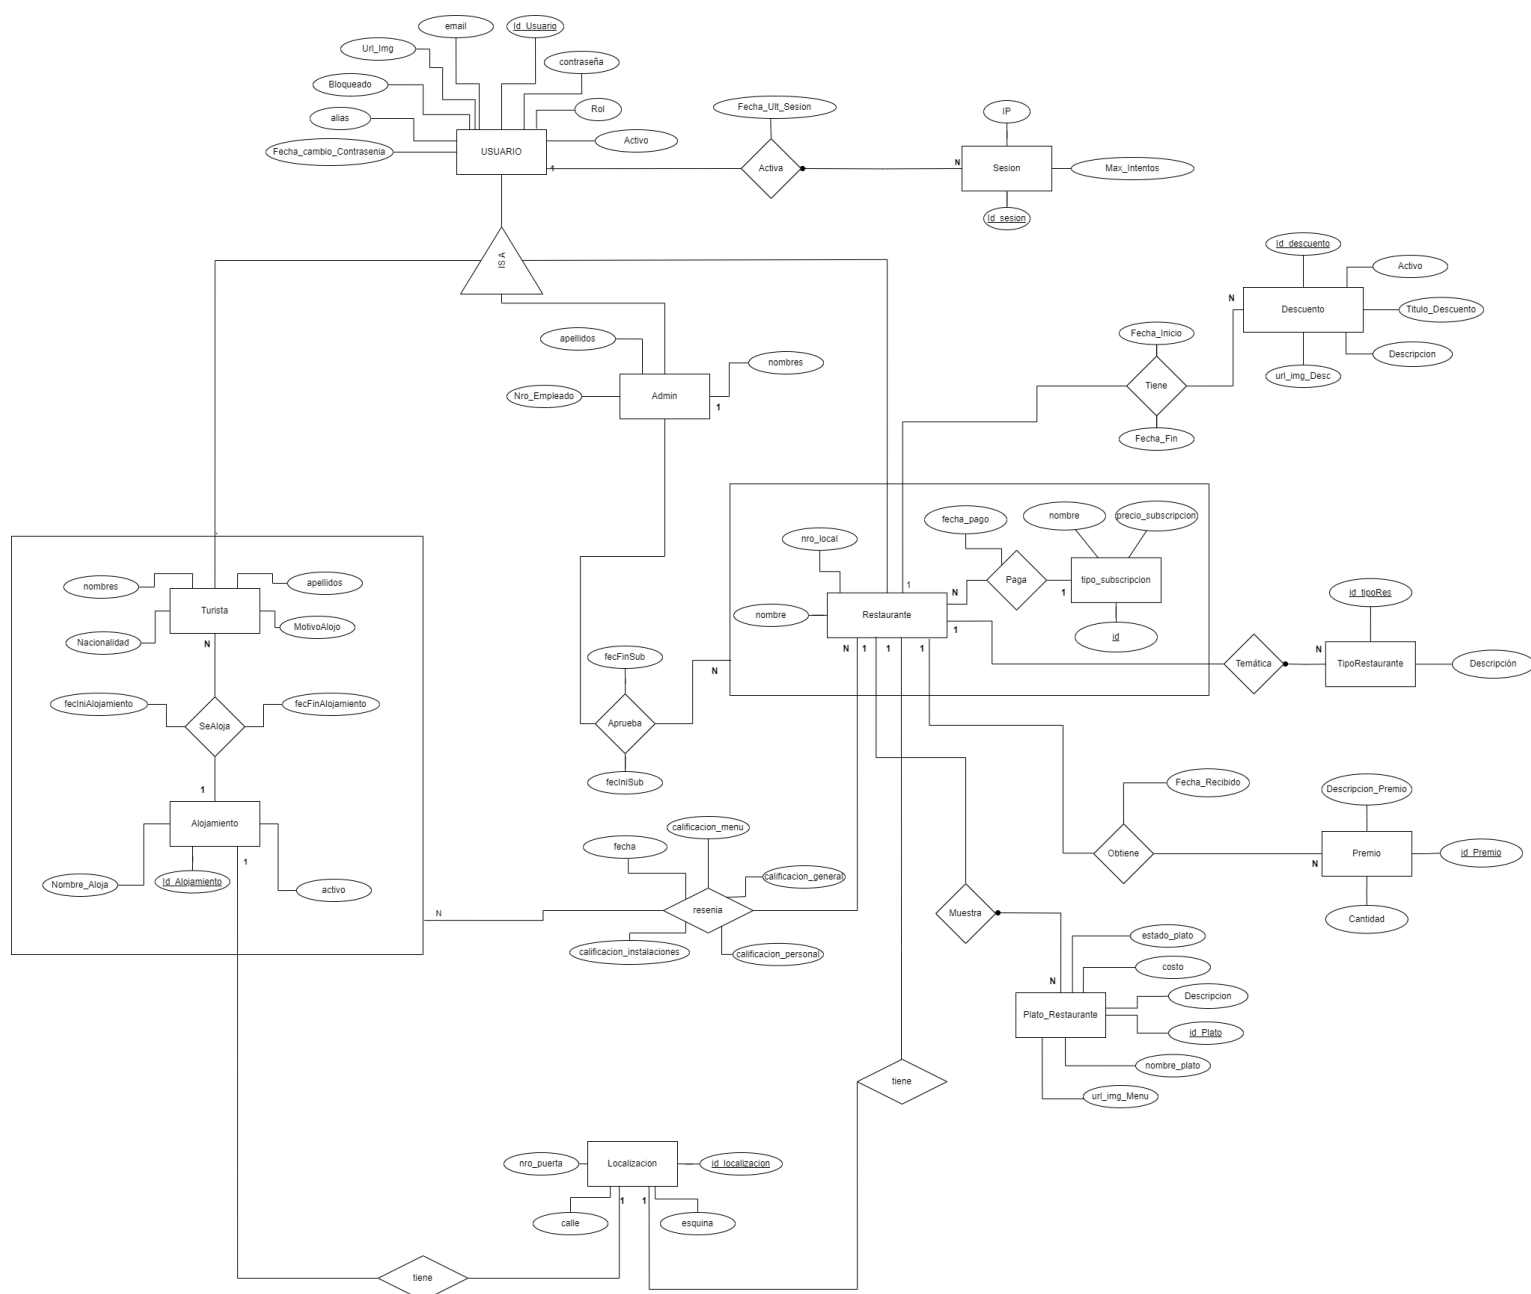 email
Id_Usuario
Url_Img
contraseña
Bloqueado
Rol
alias
Fecha_cambio_Contrasenia
USUARIO
Activo
1
Fecha_Ult_Sesion
Activa
N
IP
Sesion
Max_Intentos
Id_sesion
IS A
Id_descuento
Activo
N
Descuento
Titulo_Descuento
Descripcion
url_img_Desc
Fecha_Inicio
Tiene
Fecha_Fin
apellidos
nombres
Nro_Empleado
Admin
1
nro_local
nombre
Restaurante
1
N
1
N
1
1
1
fecha_pago
Paga
1
nombre
precio_subscripcion
tipo_subscripcion
id
id_tipoRes
Temática
N
TipoRestaurante
Descripción
nombres
apellidos
Turista
Nacionalidad
MotivoAlojo
N
fecIniAlojamiento
fecFinAlojamiento
SeAloja
1
Alojamiento
1
Nombre_Aloja
Id_Alojamiento
activo
fecFinSub
N
Aprueba
fecIniSub
calificacion_menu
fecha
calificacion_general
N
resenia
calificacion_instalaciones
calificacion_personal
Fecha_Recibido
Obtiene
Descripcion_Premio
N
Premio
id_Premio
Cantidad
Muestra
N
estado_plato
costo
Plato_Restaurante
Descripcion
id_Plato
nombre_plato
url_img_Menu
tiene
nro_puerta
Localizacion
id_localizacion
1
1
calle
esquina
tiene